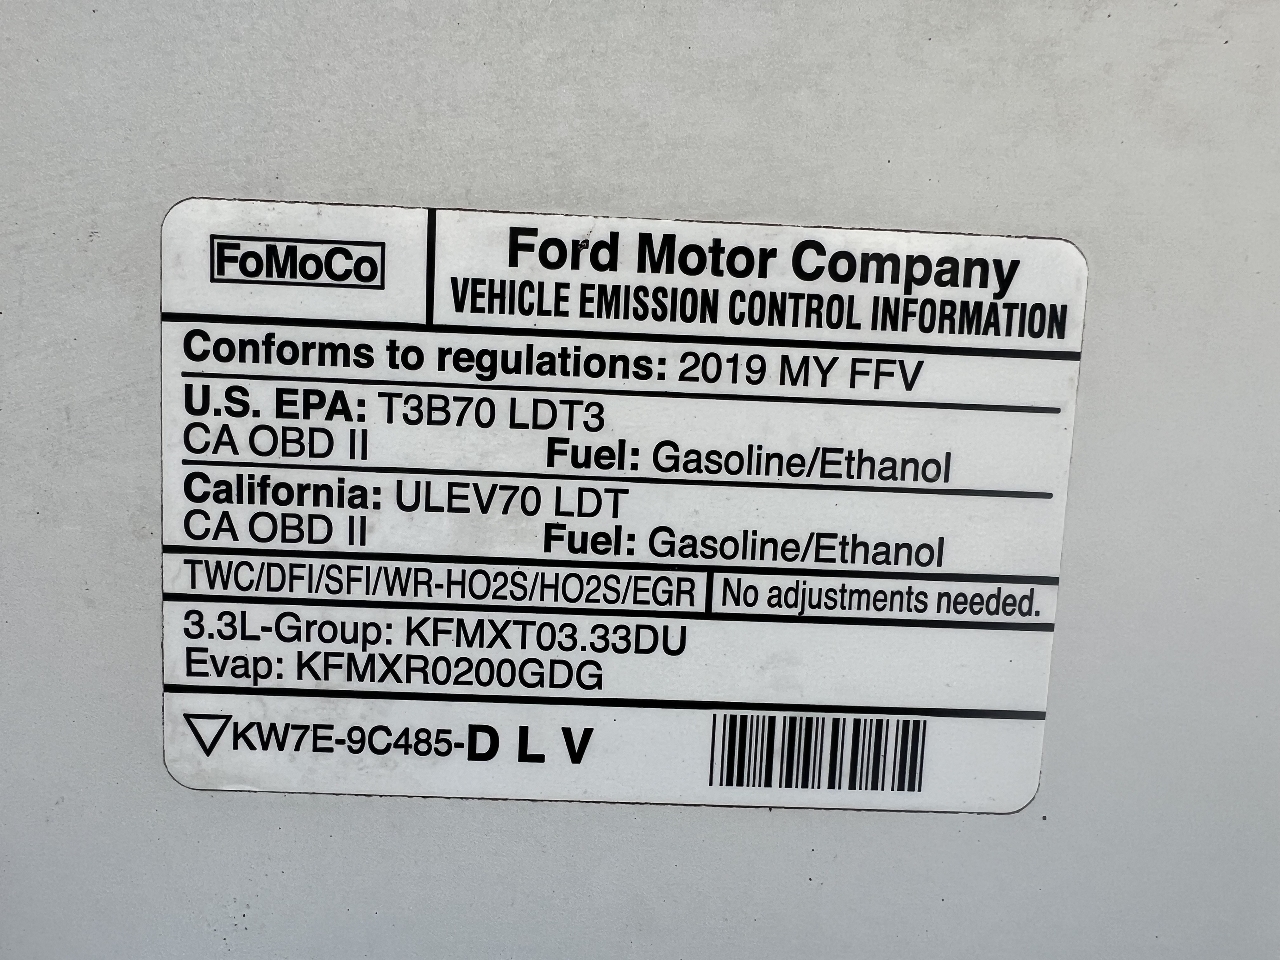 FoMoCo
Ford Motor Company
VEHICLE EMISSION CONTROL INFORMATION
Conforms to regulations: 2019 MY FFV
U.S. EPA: T3B70 LDT3
CA OBD II Fuel: Gasoline/Ethanol
California: ULEV70 LDT
CA OBD II Fuel: Gasoline/Ethanol
TWC/DFI/SFI/WR-HO2S/HO2S/EGR No adjustments needed.
3.3L-Group: KFMXT03.33DU
Evap: KFMXR0200GDG
KW7E-9C485-D L V